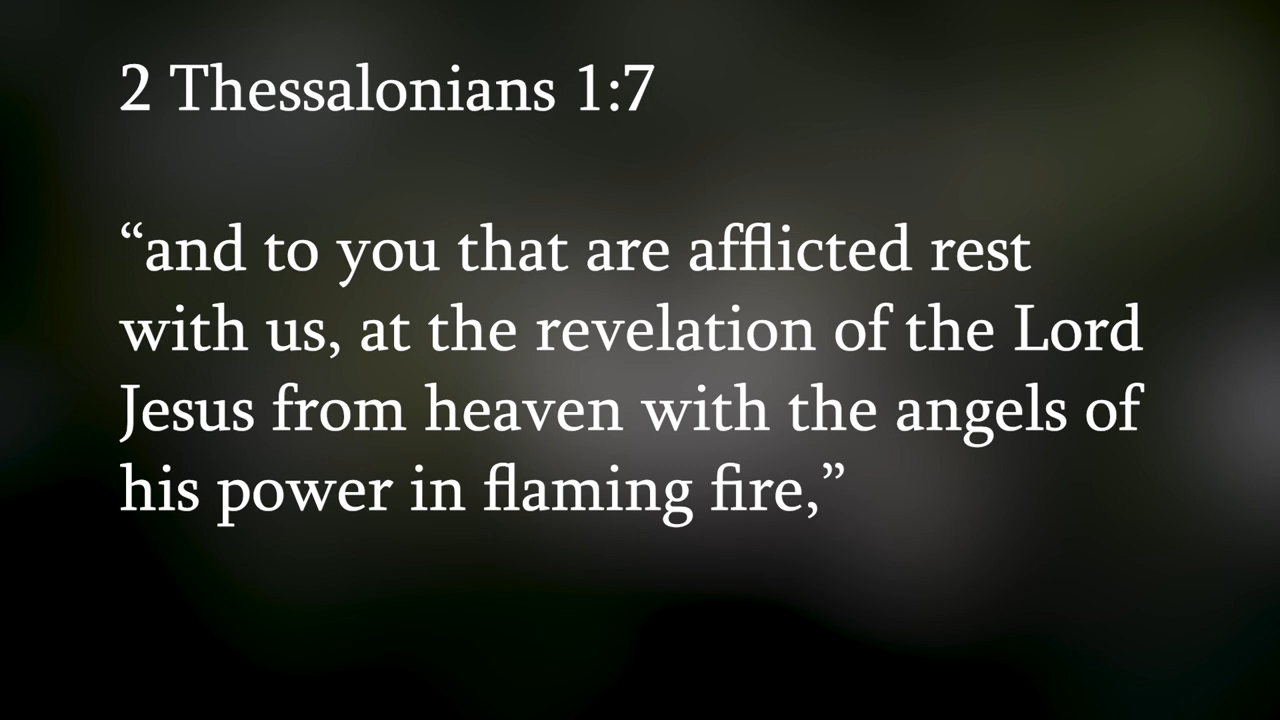 2 Thessalonians 1:7
“and to you that are afflicted rest
with us, at the revelation of the Lord
Jesus from heaven with the angels of
his power in flaming fire,”